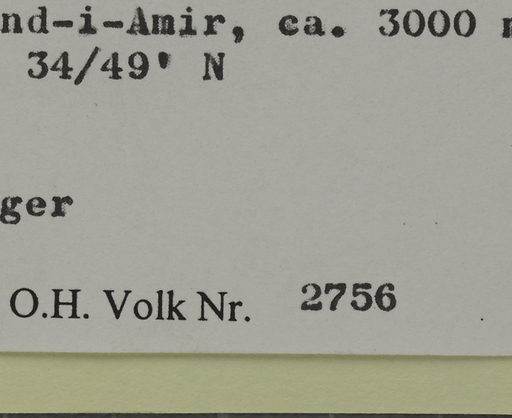 nd-i-Amir, ca. 3000
34/49' N
ger
O.H. Volk Nr. 2756